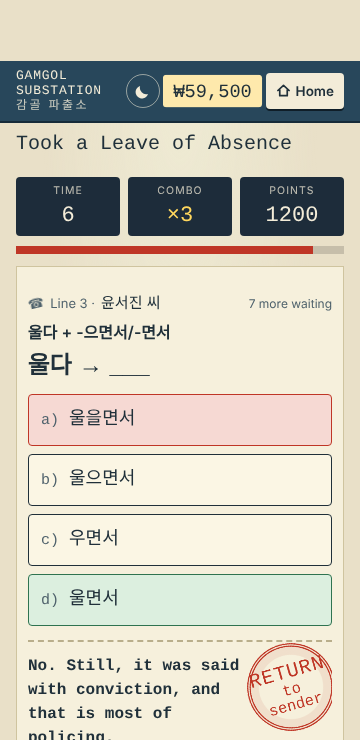 GAMGOL
SUBSTATION
감골 파출소
₩59,500
Home
Took a Leave of Absence
TIME
6
COMBO
×3
POINTS
1200
☎ Line 3 · 윤서진 씨
7 more waiting
울다 + -으면서/-면서
울다 → ____
a) 울을면서
b) 울으면서
c) 우면서
d) 울면서
No. Still, it was said
with conviction, and
that is most of
policing.
RETURN
to
sender